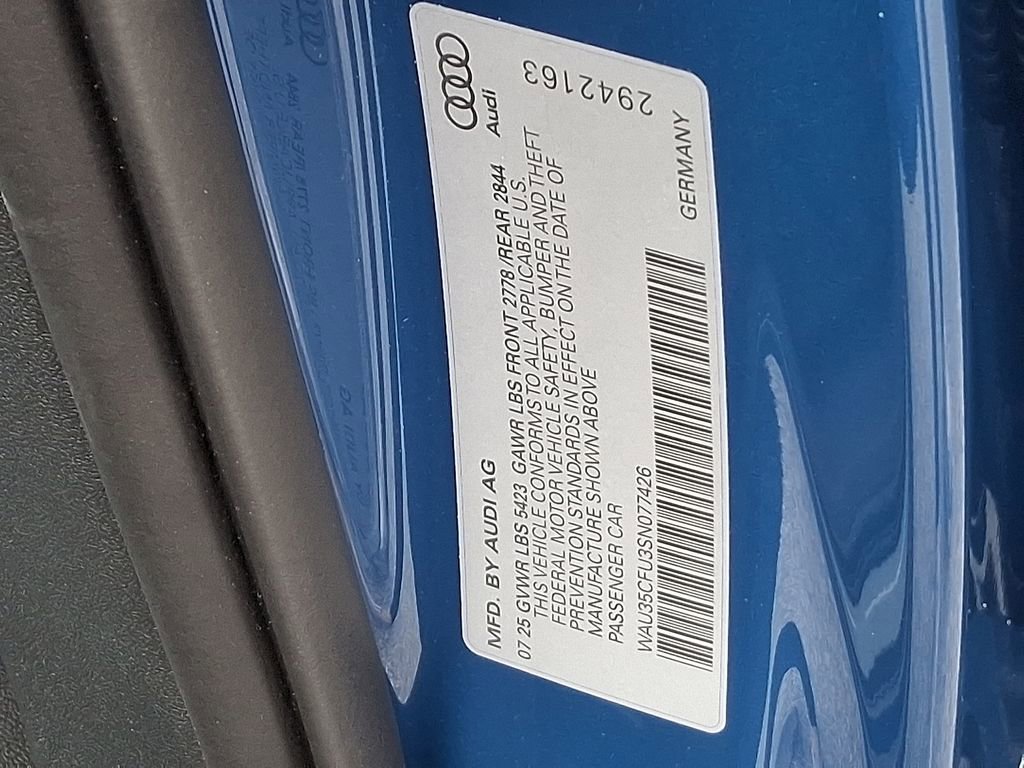 MFD. BY AUDI AG
Audi
07 25 GVWR LBS 5423 GAWR LBS FRONT 2778 /REAR 2844
THIS VEHICLE CONFORMS TO ALL APPLICABLE U.S.
FEDERAL MOTOR VEHICLE SAFETY, BUMPER AND THEFT
PREVENTION STANDARDS IN EFFECT ON THE DATE OF
MANUFACTURE SHOWN ABOVE
PASSENGER CAR
WAU35CFU3SN077426
GERMANY
2942163